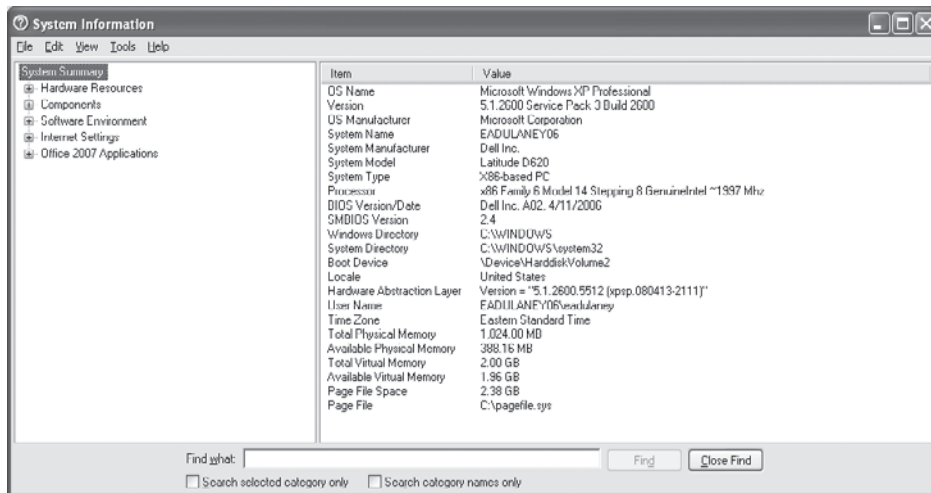 System Information
File Edit View Tools Help
System Summary
Hardware Resources
Components
Software Environment
Internet Settings
Office 2007 Applications
Item Value
OS Name Microsoft Windows XP Professional
Version 5.1.2600 Service Pack 3 Build 2600
OS Manufacturer Microsoft Corporation
System Name EADULANEY06
System Manufacturer Dell Inc.
System Model Latitude D620
System Type X86-based PC
Processor x86 Family 6 Model 14 Stepping 8 GenuineIntel ~1997 Mhz
BIOS Version/Date Dell Inc. A02, 4/11/2006
SMBIOS Version 2.4
Windows Directory C:\WINDOWS
System Directory C:\WINDOWS\system32
Boot Device \Device\HarddiskVolume2
Locale United States
Hardware Abstraction Layer Version = "5.1.2600.5512 (xpsp.080413-2111)"
User Name EADULANEY06\eadulaney
Time Zone Eastern Standard Time
Total Physical Memory 1,024.00 MB
Available Physical Memory 388.16 MB
Total Virtual Memory 2.00 GB
Available Virtual Memory 1.96 GB
Page File Space 2.38 GB
Page File C:\pagefile.sys
Find what: Find Close Find
Search selected category only Search category names only